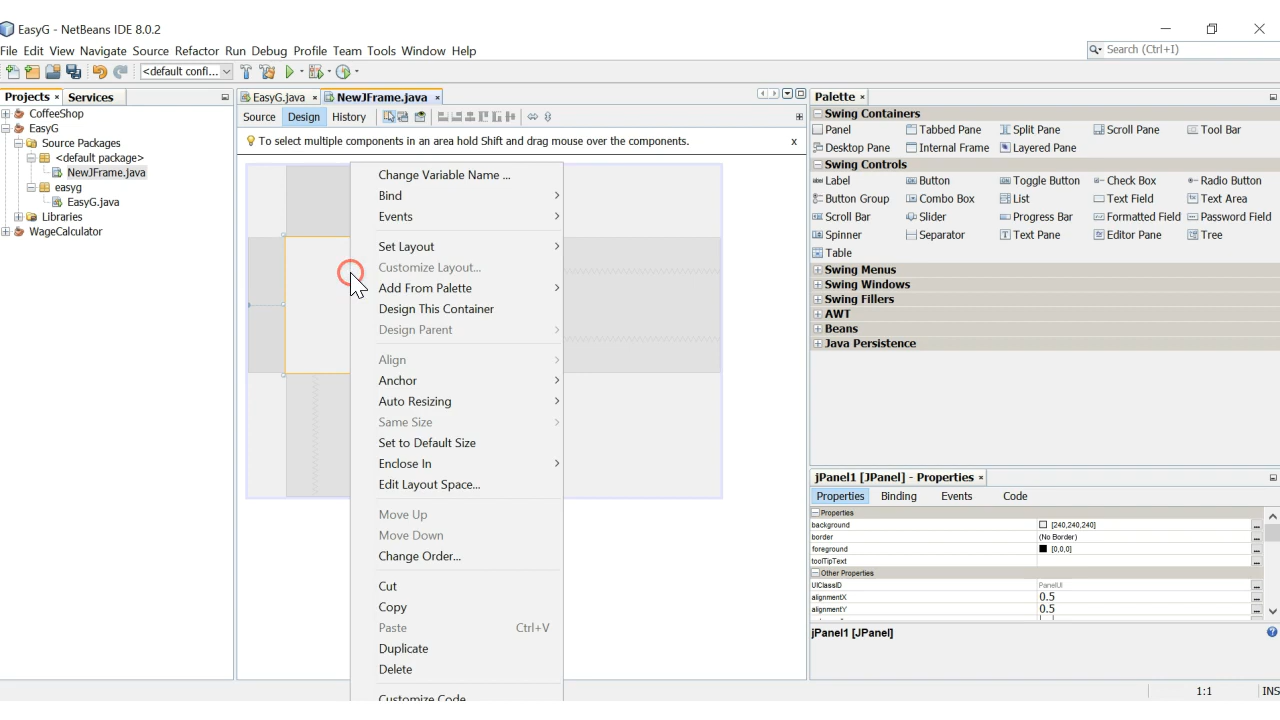 EasyG - NetBeans IDE 8.0.2
File Edit View Navigate Source Refactor Run Debug Profile Team Tools Window Help
Search (Ctrl+I)
<default confl...
Projects × Services
CoffeeShop
EasyG
Source Packages
<default package>
NewJFrame.java
easyg
EasyG.java
Libraries
WageCalculator
EasyG.java × NewJFrame.java ×
Source Design History
To select multiple components in an area hold Shift and drag mouse over the components. x
Change Variable Name ...
Bind
Events
Set Layout
Customize Layout...
Add From Palette
Design This Container
Design Parent
Align
Anchor
Auto Resizing
Same Size
Set to Default Size
Enclose In
Edit Layout Space...
Move Up
Move Down
Change Order...
Cut
Copy
Paste Ctrl+V
Duplicate
Delete
Customize Code
Palette ×
Swing Containers
Panel Tabbed Pane Split Pane Scroll Pane Tool Bar
Desktop Pane Internal Frame Layered Pane
Swing Controls
Label Button Toggle Button Check Box Radio Button
Button Group Combo Box List Text Field Text Area
Scroll Bar Slider Progress Bar Formatted Field Password Field
Spinner Separator Text Pane Editor Pane Tree
Table
Swing Menus
Swing Windows
Swing Fillers
AWT
Beans
Java Persistence
jPanel1 [JPanel] - Properties ×
Properties Binding Events Code
Properties
background [240,240,240] ...
border (No Border) ...
foreground [0,0,0] ...
toolTipText ...
Other Properties
UIClassID PanelUI ...
alignmentX 0.5 ...
alignmentY 0.5 ...
jPanel1 [JPanel]
1:1 INS